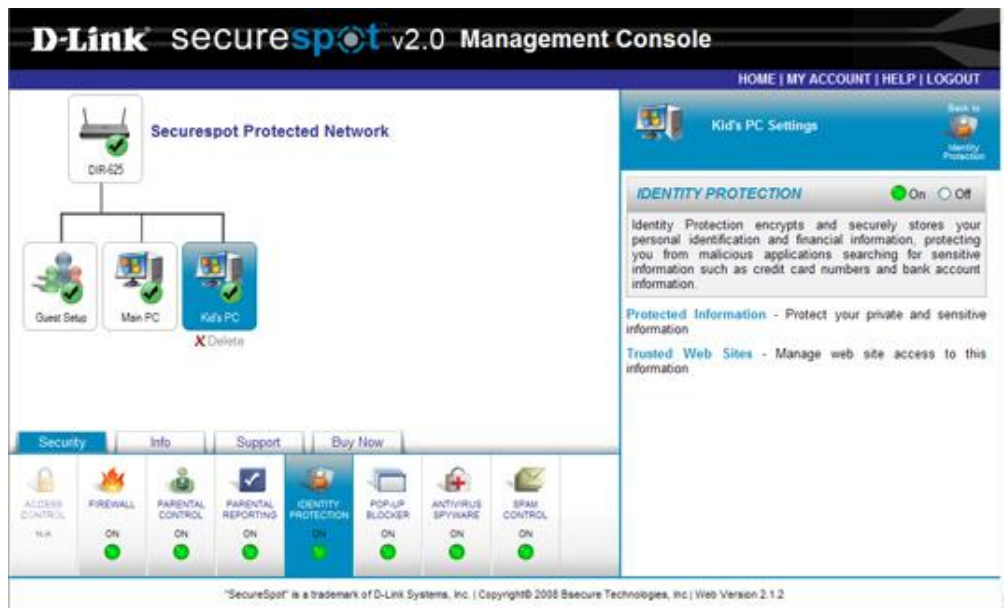 D-Link securespot v2.0 Management Console
HOME | MY ACCOUNT | HELP | LOGOUT
Securespot Protected Network
DIR-625
Guest Setup
Main PC
Kid's PC
X Delete
Kid's PC Settings
Back to
Identity
Protection
IDENTITY PROTECTION
On
Off
Identity Protection encrypts and securely stores your
personal identification and financial information, protecting
you from malicious applications searching for sensitive
information such as credit card numbers and bank account
information.
Protected Information - Protect your private and sensitive
information
Trusted Web Sites - Manage web site access to this
information
Security
Info
Support
Buy Now
ACCESS
CONTROL
N/A
FIREWALL
ON
PARENTAL
CONTROL
ON
PARENTAL
REPORTING
ON
IDENTITY
PROTECTION
ON
POP-UP
BLOCKER
ON
ANTIVIRUS
SPYWARE
ON
SPAM
CONTROL
ON
"SecureSpot" is a trademark of D-Link Systems, Inc. | Copyright© 2008 Bsecure Technologies, Inc | Web Version 2.1.2